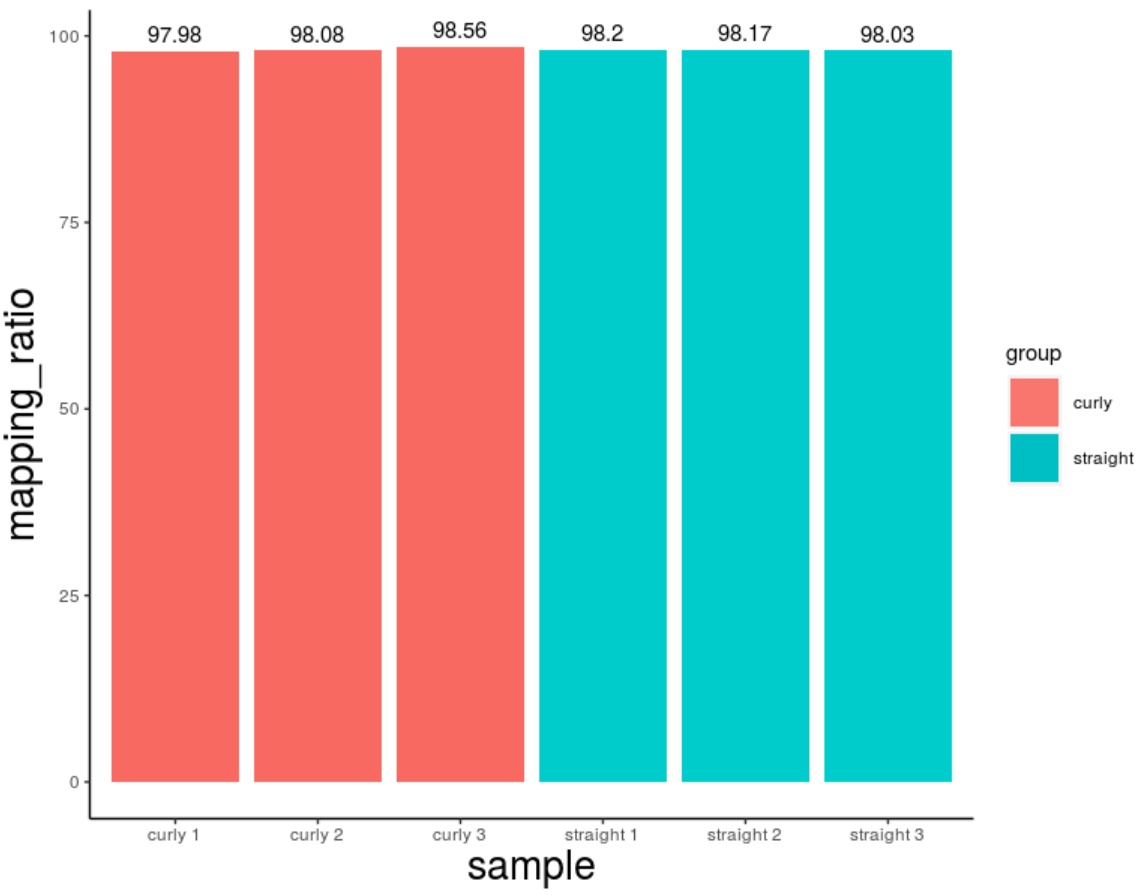 mapping_ratio
100
75
50
25
0
97.98
98.08
98.56
98.2
98.17
98.03
curly 1
curly 2
curly 3
straight 1
straight 2
straight 3
sample
group
curly
straight